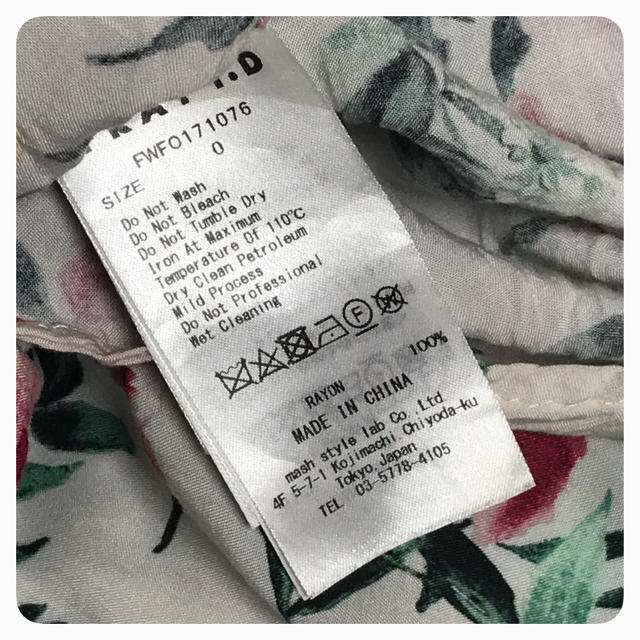 FWFO171076
SIZE 0
Do Not Wash
Do Not Bleach
Do Not Tumble Dry
Iron At Maximum
Temperature Of 110℃
Dry Clean Petroleum
Mild Process
Do Not Professional
Wet Cleaning
F W
RAYON 100%
MADE IN CHINA
mash style lab Co.,Ltd
4F 5-7-1 Kojimachi, Chiyoda-ku
Tokyo, Japan
TEL 03-5778-4105